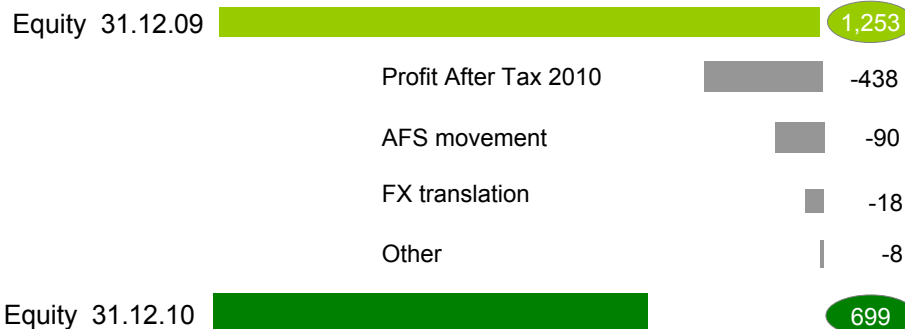 Equity 31.12.09 1,253
Profit After Tax 2010 -438
AFS movement -90
FX translation -18
Other -8
Equity 31.12.10 699